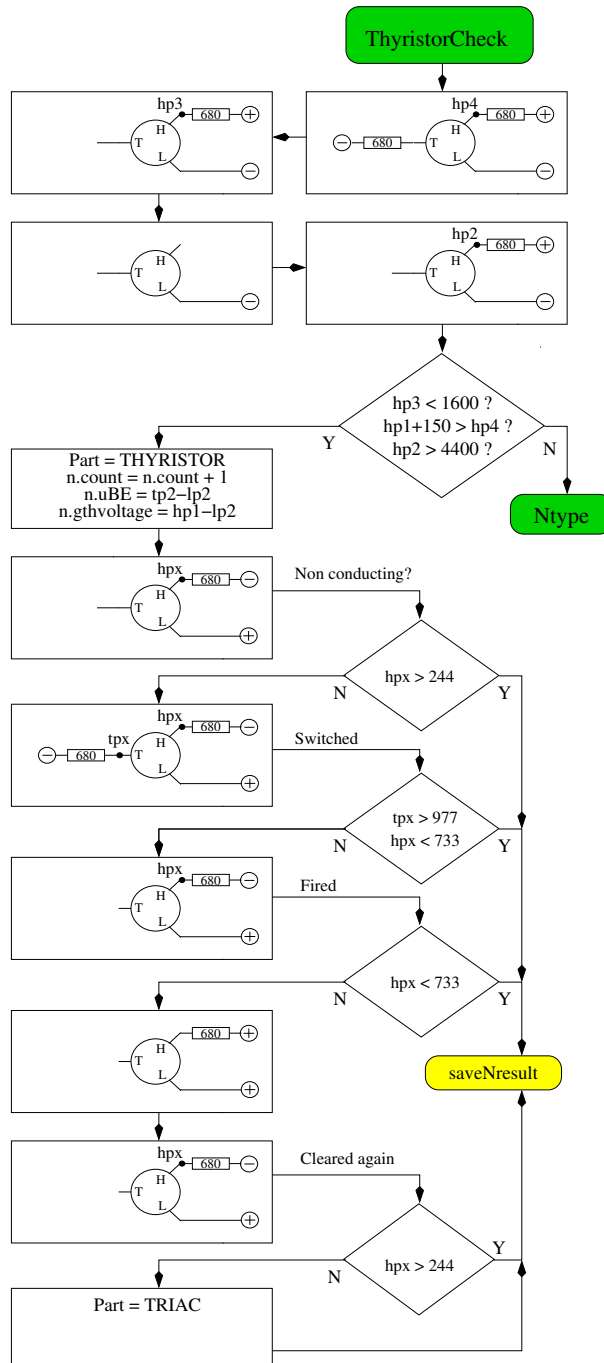 ThyristorCheck
hp3
680
+
H
T
L
−
hp4
680
+
− 680
H
T
L
−
H
T
L
−
hp2
680
+
H
T
L
−
hp3 < 1600 ?
hp1+150 > hp4 ?
hp2 > 4400 ?
Y
N
Part = THYRISTOR
n.count = n.count + 1
n.uBE = tp2−lp2
n.gthvoltage = hp1−lp2
Ntype
hpx
680
−
H
T
L
+
Non conducting?
hpx > 244
N
Y
hpx
680
−
tpx
− 680
H
T
L
+
Switched
tpx > 977
hpx < 733
N
Y
hpx
680
−
H
T
L
+
Fired
hpx < 733
N
Y
680
+
H
T
L
+
saveNresult
hpx
680
−
H
T
L
+
Cleared again
hpx > 244
N
Y
Part = TRIAC